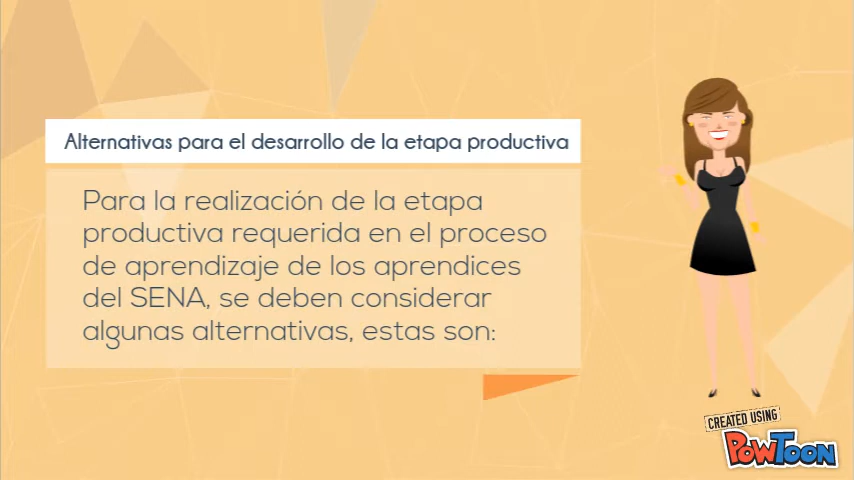 Alternativas para el desarrollo de la etapa productiva
Para la realización de la etapa
productiva requerida en el proceso
de aprendizaje de los aprendices
del SENA, se deben considerar
algunas alternativas, estas son:
CREATED USING
POWTOON